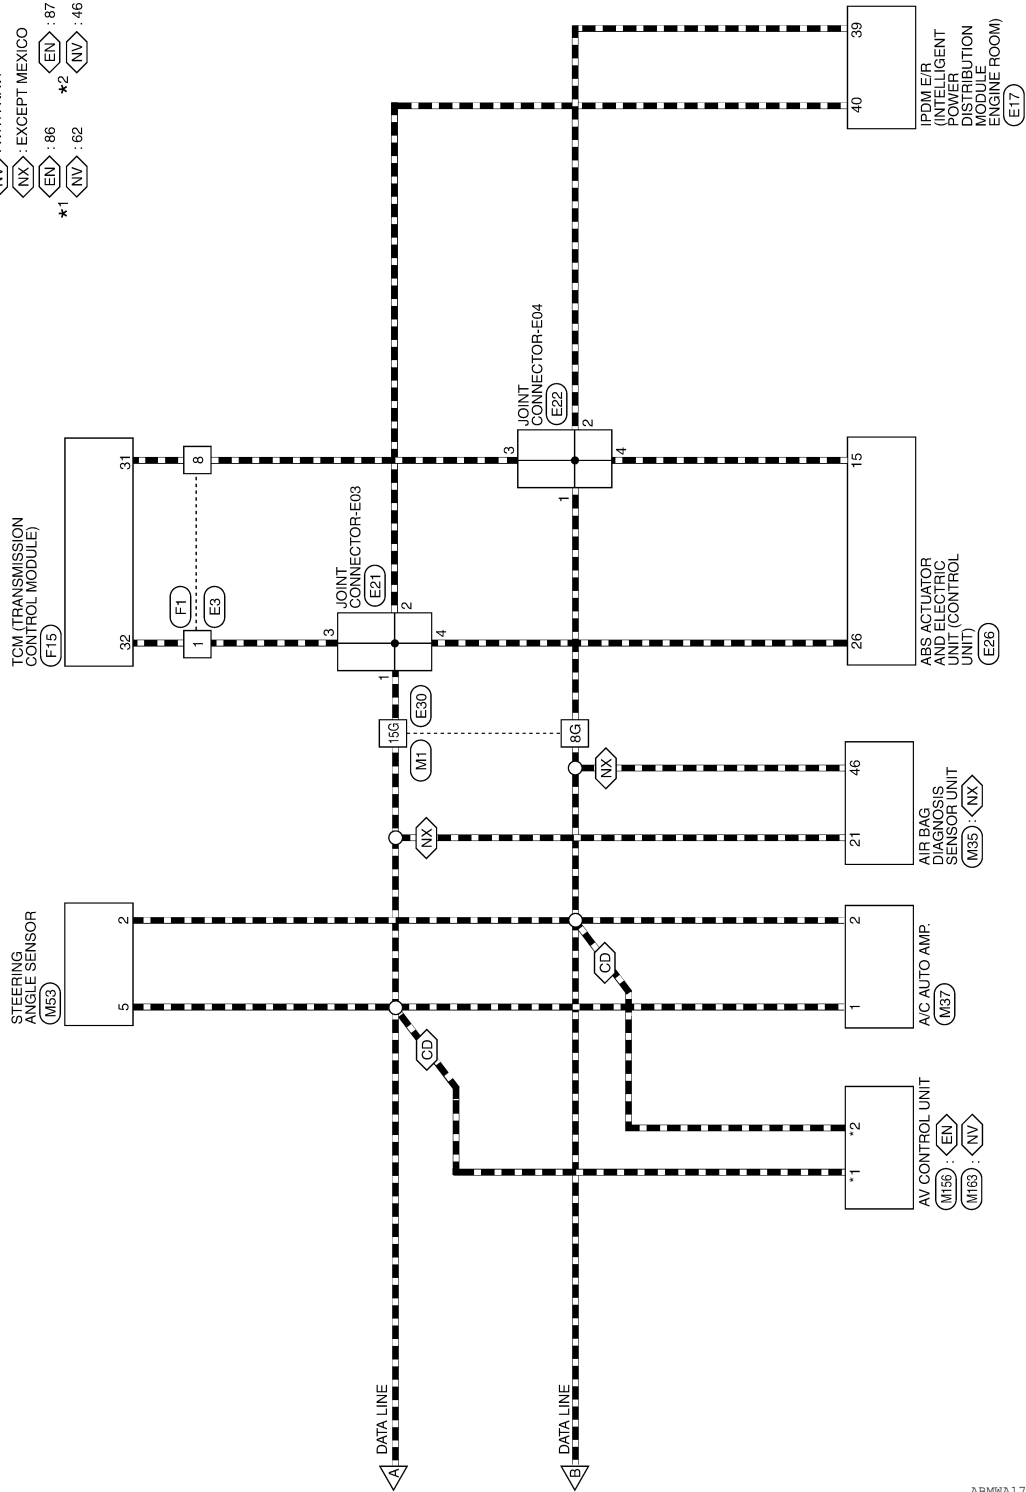 NX : EXCEPT MEXICO
*1 EN : 86
NV : 62
*2 EN : 87
NV : 46
DATA LINE
A
DATA LINE
B
STEERING
ANGLE SENSOR
M53
5
2
CD
CD
AV CONTROL UNIT
M156 : EN
M163 : NV
*1
*2
A/C AUTO AMP.
M37
1
2
NX
NX
AIR BAG
DIAGNOSIS
SENSOR UNIT
M35 : NX
21
46
15G
8G
M1
E30
TCM (TRANSMISSION
CONTROL MODULE)
F15
32
31
1
8
F1
E3
JOINT
CONNECTOR-E03
E21
1
2
3
4
JOINT
CONNECTOR-E04
E22
1
2
3
4
ABS ACTUATOR
AND ELECTRIC
UNIT (CONTROL
UNIT)
E26
26
15
IPDM E/R
(INTELLIGENT
POWER
DISTRIBUTION
MODULE
ENGINE ROOM)
E17
40
39